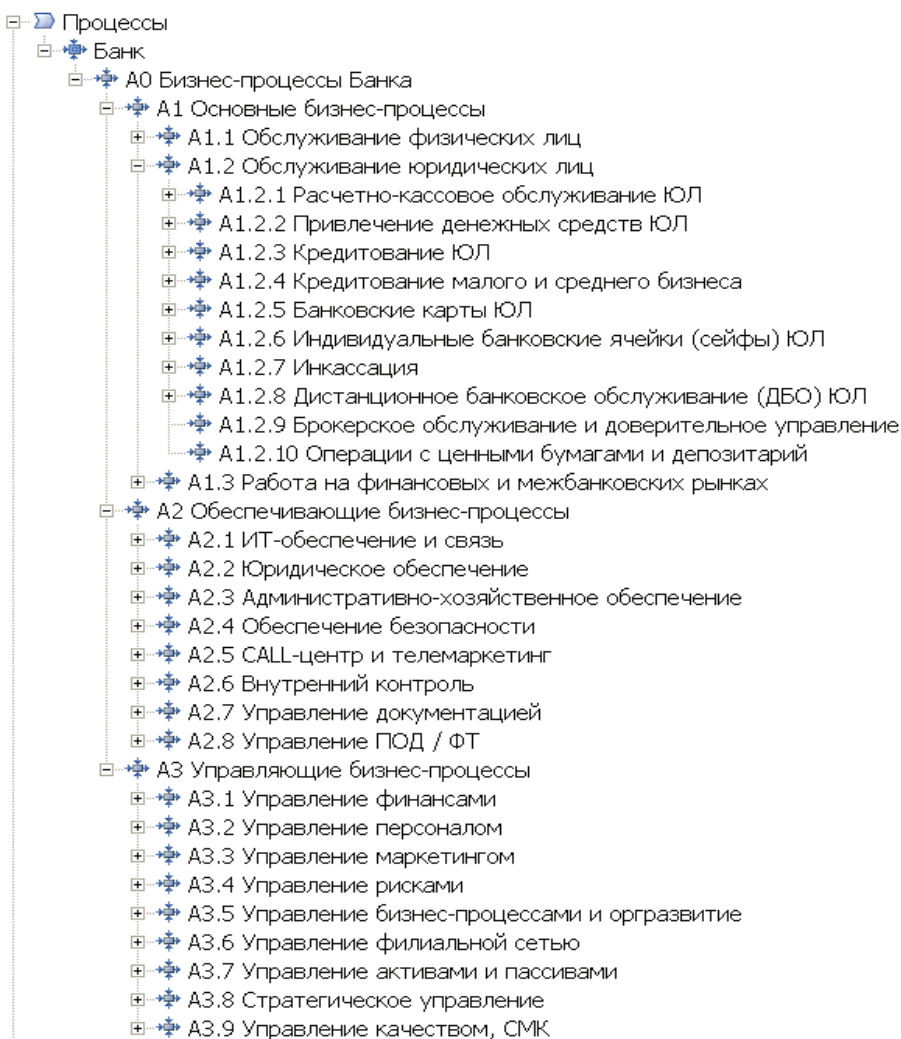 Процессы
Банк
А0 Бизнес-процессы Банка
А1 Основные бизнес-процессы
А1.1 Обслуживание физических лиц
А1.2 Обслуживание юридических лиц
А1.2.1 Расчетно-кассовое обслуживание ЮЛ
А1.2.2 Привлечение денежных средств ЮЛ
А1.2.3 Кредитование ЮЛ
А1.2.4 Кредитование малого и среднего бизнеса
А1.2.5 Банковские карты ЮЛ
А1.2.6 Индивидуальные банковские ячейки (сейфы) ЮЛ
А1.2.7 Инкассация
А1.2.8 Дистанционное банковское обслуживание (ДБО) ЮЛ
А1.2.9 Брокерское обслуживание и доверительное управление
А1.2.10 Операции с ценными бумагами и депозитарий
А1.3 Работа на финансовых и межбанковских рынках
А2 Обеспечивающие бизнес-процессы
А2.1 ИТ-обеспечение и связь
А2.2 Юридическое обеспечение
А2.3 Административно-хозяйственное обеспечение
А2.4 Обеспечение безопасности
А2.5 CALL-центр и телемаркетинг
А2.6 Внутренний контроль
А2.7 Управление документацией
А2.8 Управление ПОД / ФТ
А3 Управляющие бизнес-процессы
А3.1 Управление финансами
А3.2 Управление персоналом
А3.3 Управление маркетингом
А3.4 Управление рисками
А3.5 Управление бизнес-процессами и оргразвитие
А3.6 Управление филиальной сетью
А3.7 Управление активами и пассивами
А3.8 Стратегическое управление
А3.9 Управление качеством, СМК